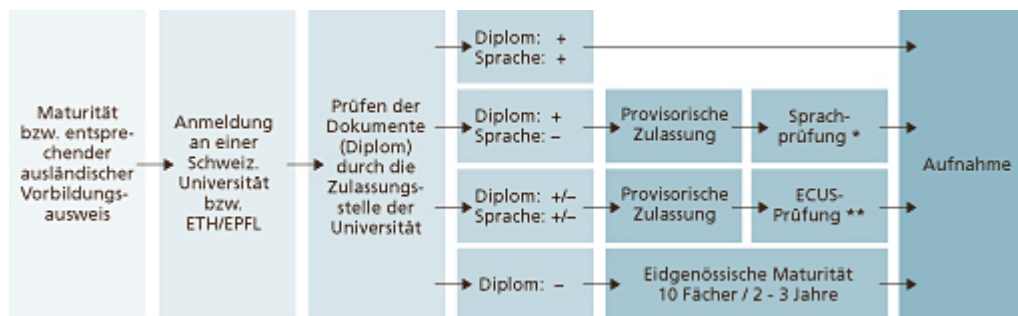 Maturität
bzw. entspre-
chender
ausländischer
Vorbildungs-
ausweis
Anmeldung
an einer
Schweiz.
Universität
bzw.
ETH/EPFL
Prüfen der
Dokumente
(Diplom)
durch die
Zulassungs-
stelle der
Universität
Diplom: +
Sprache: +
Diplom: +
Sprache: –
Provisorische
Zulassung
Sprach-
prüfung *
Diplom: +/–
Sprache: +/–
Provisorische
Zulassung
ECUS-
Prüfung **
Diplom: –
Eidgenössische Maturität
10 Fächer / 2 - 3 Jahre
Aufnahme